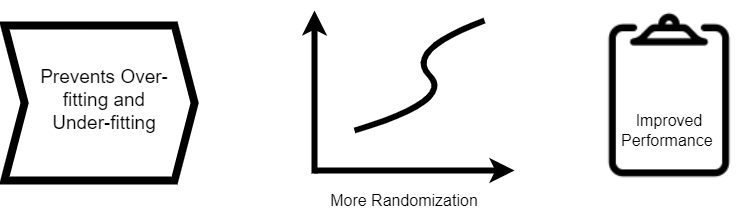 Prevents Over-
fitting and
Under-fitting
More Randomization
Improved
Performance